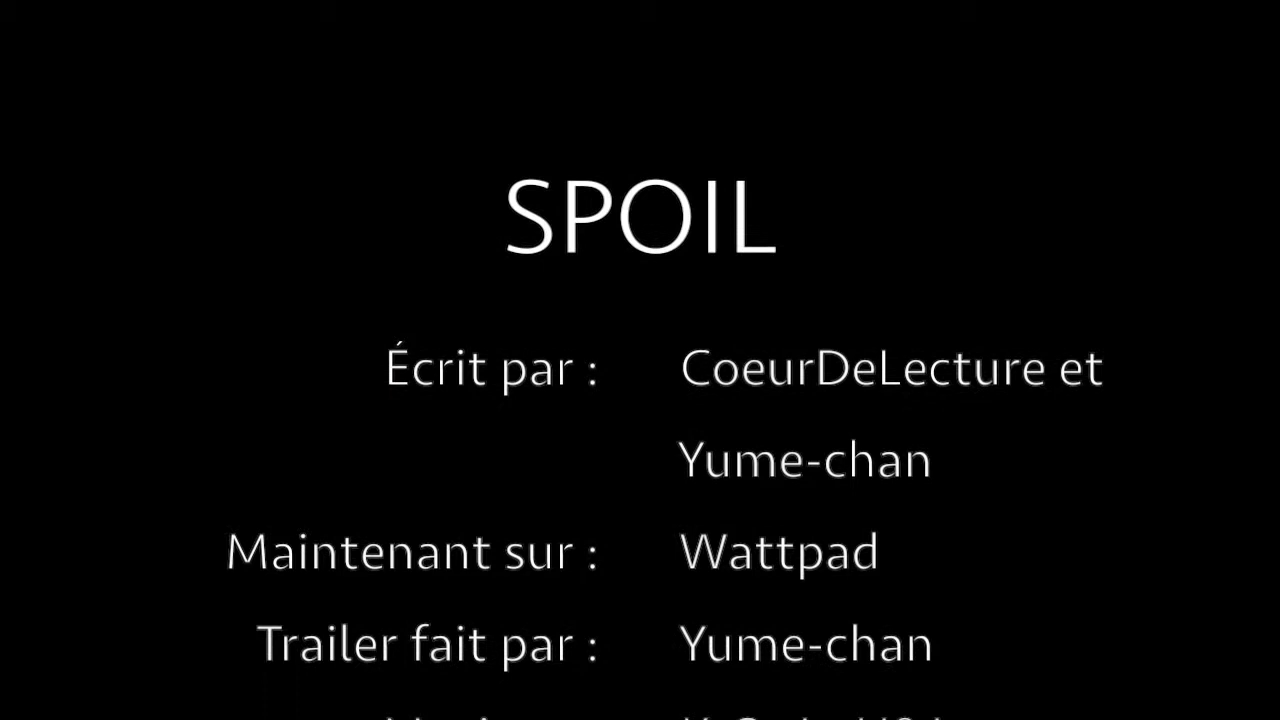 SPOIL
Écrit par : CoeurDeLecture et
Yume-chan
Maintenant sur : Wattpad
Trailer fait par : Yume-chan